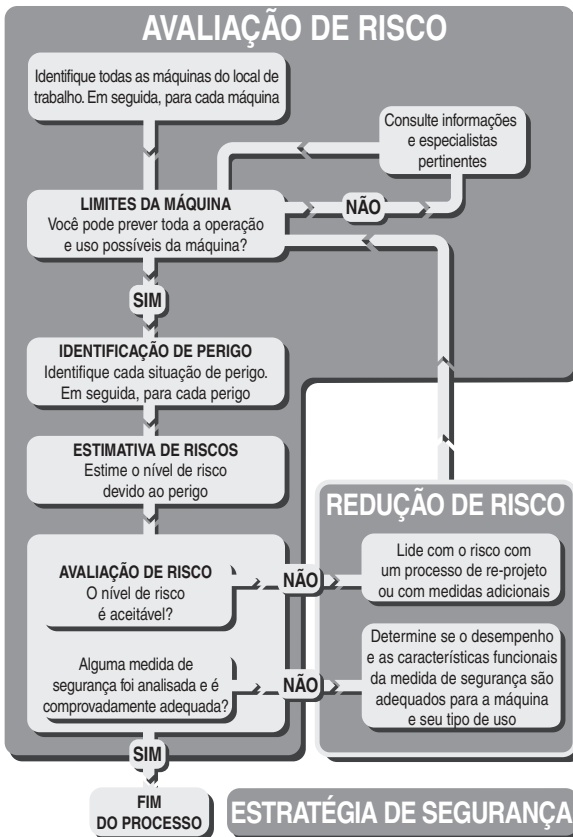 AVALIAÇÃO DE RISCO
Identifique todas as máquinas do local de
trabalho. Em seguida, para cada máquina
Consulte informações
e especialistas
pertinentes
LIMITES DA MÁQUINA
Você pode prever toda a operação
e uso possíveis da máquina?
NÃO
SIM
IDENTIFICAÇÃO DE PERIGO
Identifique cada situação de perigo.
Em seguida, para cada perigo
ESTIMATIVA DE RISCOS
Estime o nível de risco
devido ao perigo
REDUÇÃO DE RISCO
AVALIAÇÃO DE RISCO
O nível de risco
é aceitável?
NÃO
Lide com o risco com
um processo de re-projeto
ou com medidas adicionais
Alguma medida de
segurança foi analisada e é
comprovadamente adequada?
NÃO
Determine se o desempenho
e as características funcionais
da medida de segurança são
adequados para a máquina
e seu tipo de uso
SIM
FIM
DO PROCESSO
ESTRATÉGIA DE SEGURANÇA